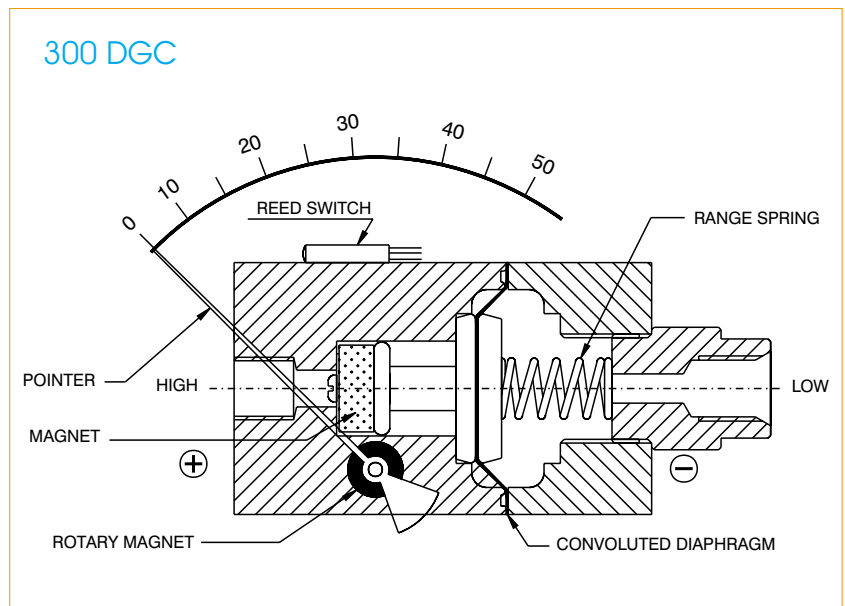 300 DGC
0
10
20
30
40
50
REED SWITCH
RANGE SPRING
POINTER
HIGH
LOW
MAGNET
+
−
ROTARY MAGNET
CONVOLUTED DIAPHRAGM